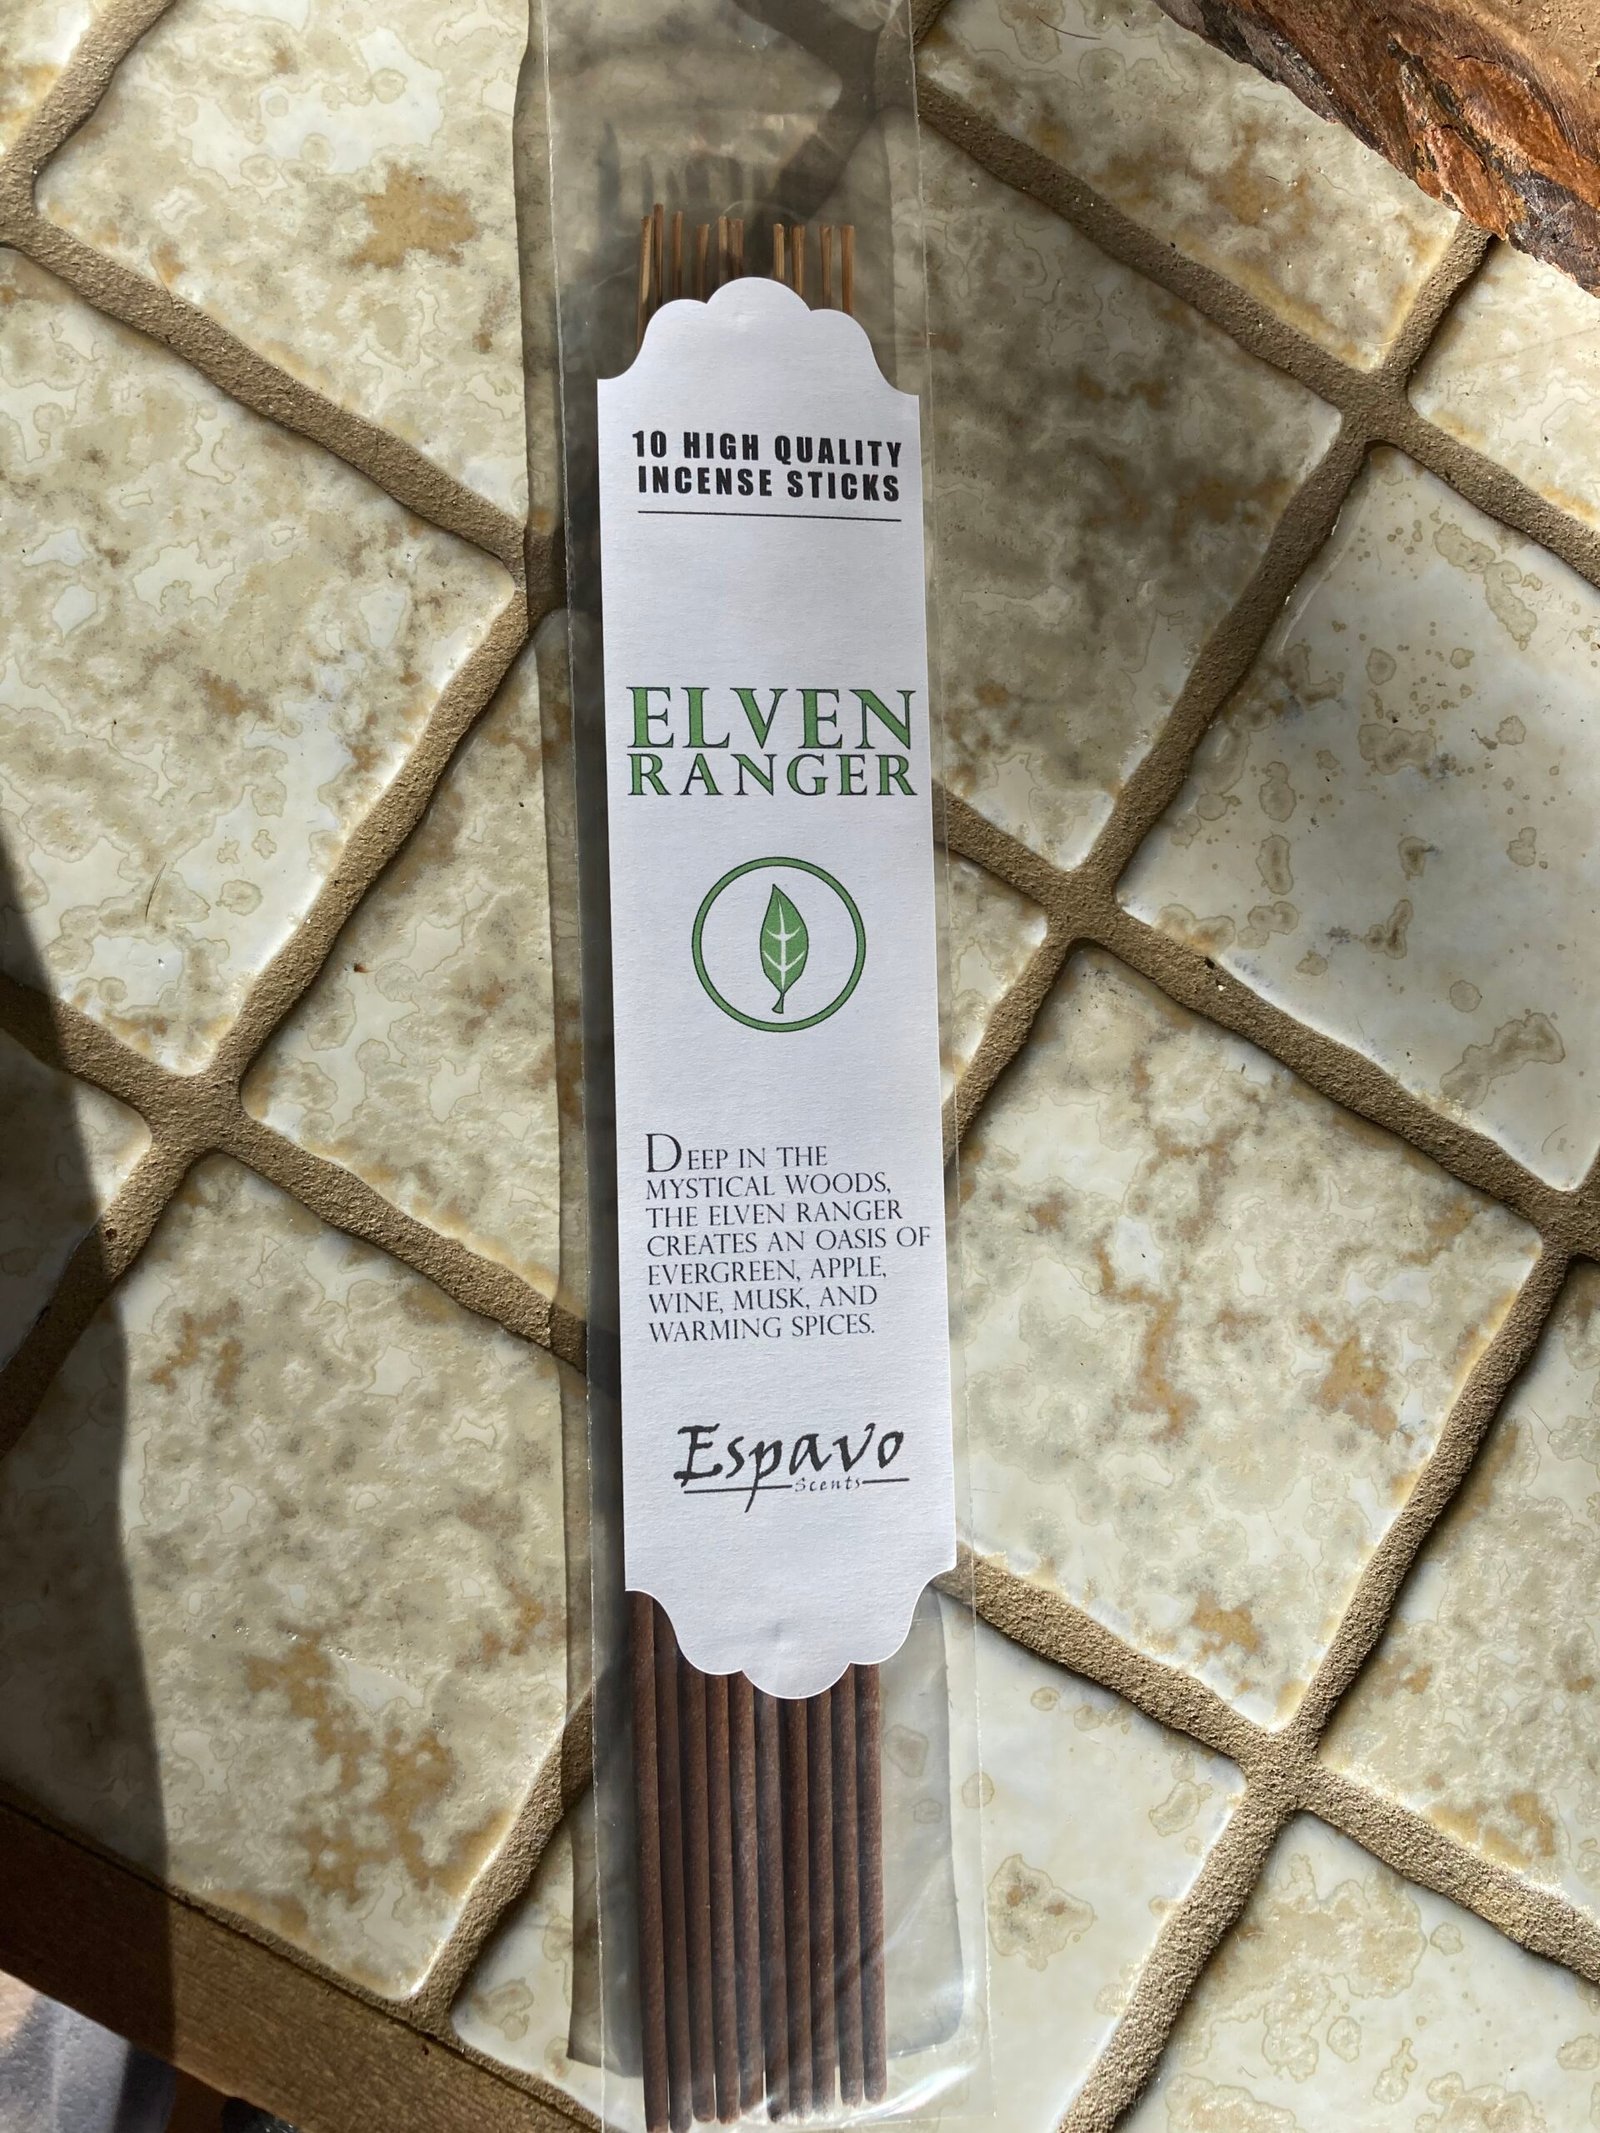 10 HIGH QUALITY
INCENSE STICKS
ELVEN
RANGER
DEEP IN THE
MYSTICAL WOODS,
THE ELVEN RANGER
CREATES AN OASIS OF
EVERGREEN, APPLE,
WINE, MUSK, AND
WARMING SPICES.
Espavo
Scents